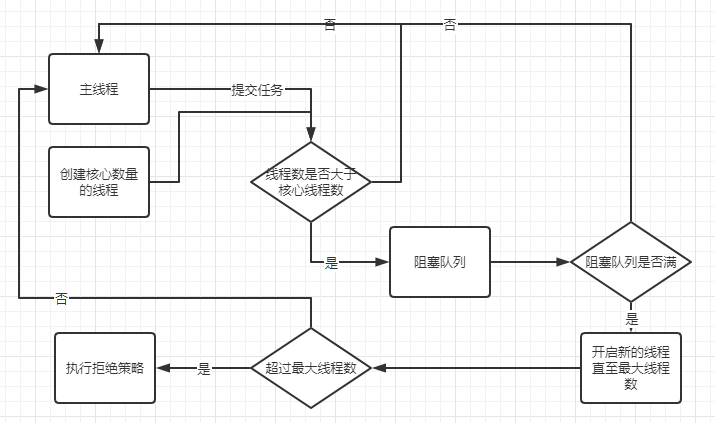 否
否
主线程
提交任务
创建核心数量
的线程
线程数是否大于
核心线程数
是
阻塞队列
阻塞队列是否满
否
是
执行拒绝策略
是
超过最大线程数
开启新的线程
直至最大线程
数